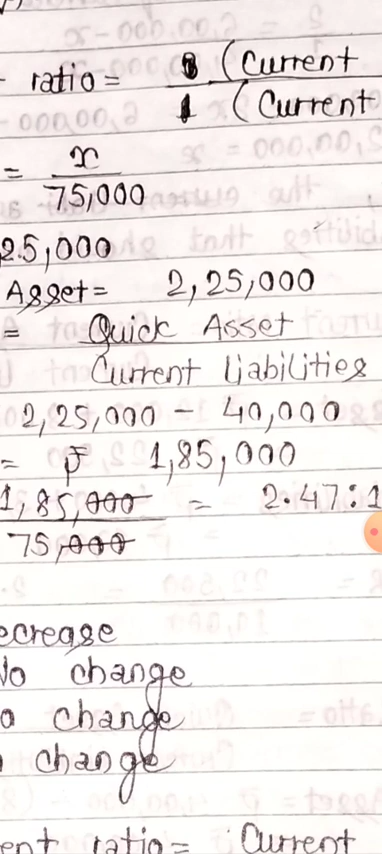 ratio = 3 (Current
1 (Current
= x
75,000
25,000
Asset = 2,25,000
= Quick Asset
Current liabilities
2,25,000 - 40,000
= ₹ 1,85,000
1,85,000 = 2.47:1
75,000
ecrease
No change
o change
change
ent ratio = Current